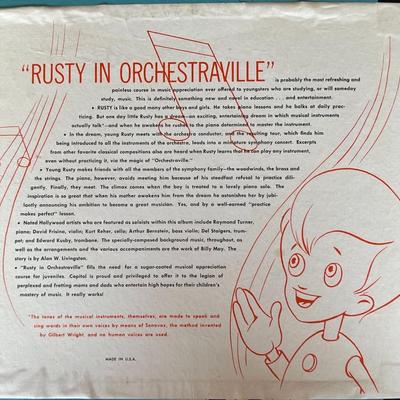 "RUSTY IN ORCHESTRAVILLE" is probably the most refreshing and
painless course in music appreciation ever offered to youngsters who are studying, or will someday
study, music. This is definitely something new and novel in education . . . and entertainment.
• RUSTY is like a good many other boys and girls. He takes piano lessons and he balks at daily prac-
ticing. But one day little Rusty has a dream—an exciting, entertaining dream in which musical instruments
actually "talk"—and when he awakes he rushes to the piano determined to master the instrument.
• In the dream, young Rusty meets with the orchestra conductor, and the resulting tour, which finds him
being introduced to all the instruments of the orchestra, leads into a miniature symphony concert. Excerpts
from other favorite classical compositions also are heard when Rusty learns that he can play any instrument,
even without practicing it, via the magic of "Orchestraville."
• Young Rusty makes friends with all the members of the symphony family—the woodwinds, the brass and
the strings. The piano, however, avoids meeting him because of his steadfast refusal to practice dili-
gently. Finally, they meet. The climax comes when the boy is treated to a lovely piano solo. The
inspiration is so great that when his mother awakens him from the dream he astonishes her by jubi-
lantly announcing his ambition to become a great musician. Yes, and by a well-earned "practice
makes perfect" lesson.
• Noted Hollywood artists who are featured as soloists within this album include Raymond Turner,
piano; David Frisina, violin; Kurt Reher, cello; Arthur Bernstein, bass violin; Del Staigers, trum-
pet; and Edward Kusby, trombone. The specially-composed background music, throughout, as
well as the arrangements and the various accompaniments are the work of Billy May. The
story is by Alan W. Livingston.
• "Rusty in Orchestraville" fills the need for a sugar-coated musical appreciation
course for juveniles. Capitol is proud and privileged to offer it to the legion of
perplexed and fretting moms and dads who entertain high hopes for their children's
mastery of music. It really works!
*The tones of the musical instruments, themselves, are made to speak and
sing words in their own voices by means of Sonovox, the method invented
by Gilbert Wright, and no human voices are used.
MADE IN U.S.A.